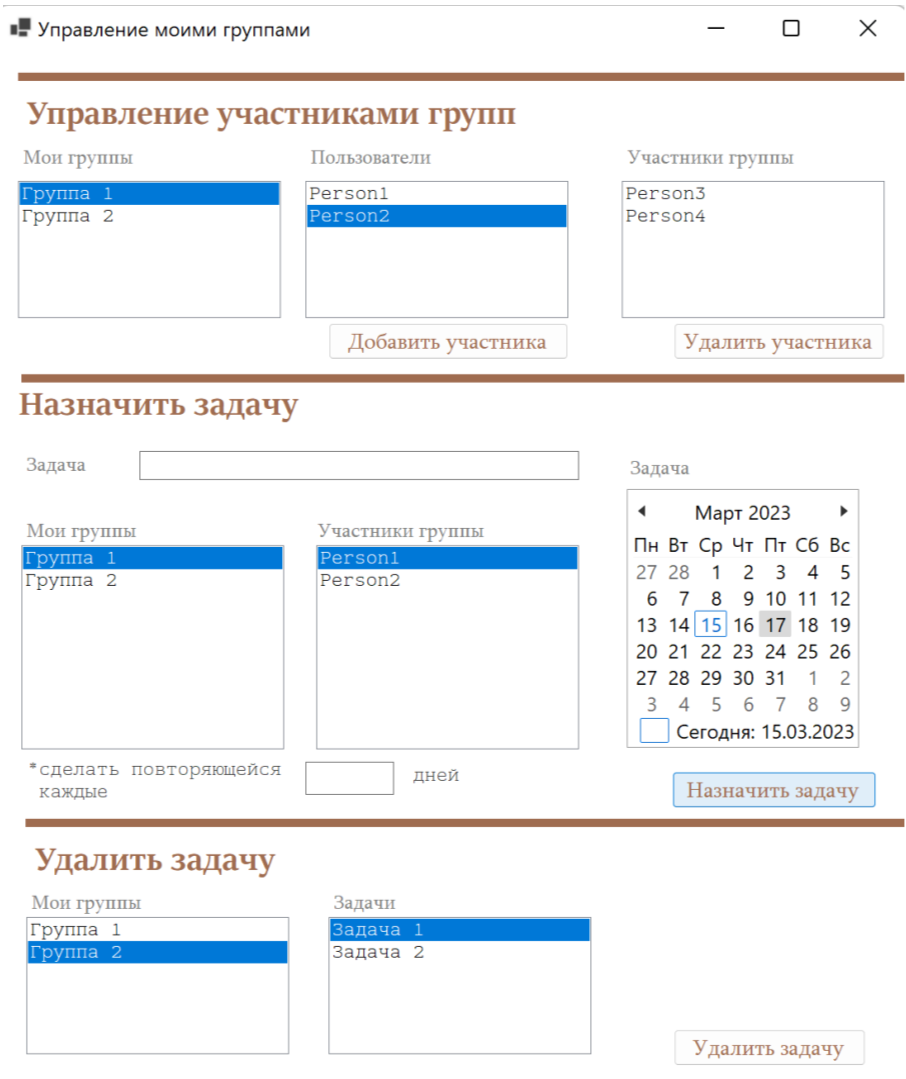 Управление моими группами
Управление участниками групп
Мои группы Пользователи Участники группы
Группа 1 Person1 Person3
Группа 2 Person2 Person4
Добавить участника Удалить участника
Назначить задачу
Задача
Задача
Март 2023
Мои группы Участники группы
Группа 1 Person1
Группа 2 Person2
Пн Вт Ср Чт Пт Сб Вс
27 28 1 2 3 4 5
6 7 8 9 10 11 12
13 14 15 16 17 18 19
20 21 22 23 24 25 26
27 28 29 30 31 1 2
3 4 5 6 7 8 9
Сегодня: 15.03.2023
*сделать повторяющейся
каждые
дней
Назначить задачу
Удалить задачу
Мои группы Задачи
Группа 1 Задача 1
Группа 2 Задача 2
Удалить задачу